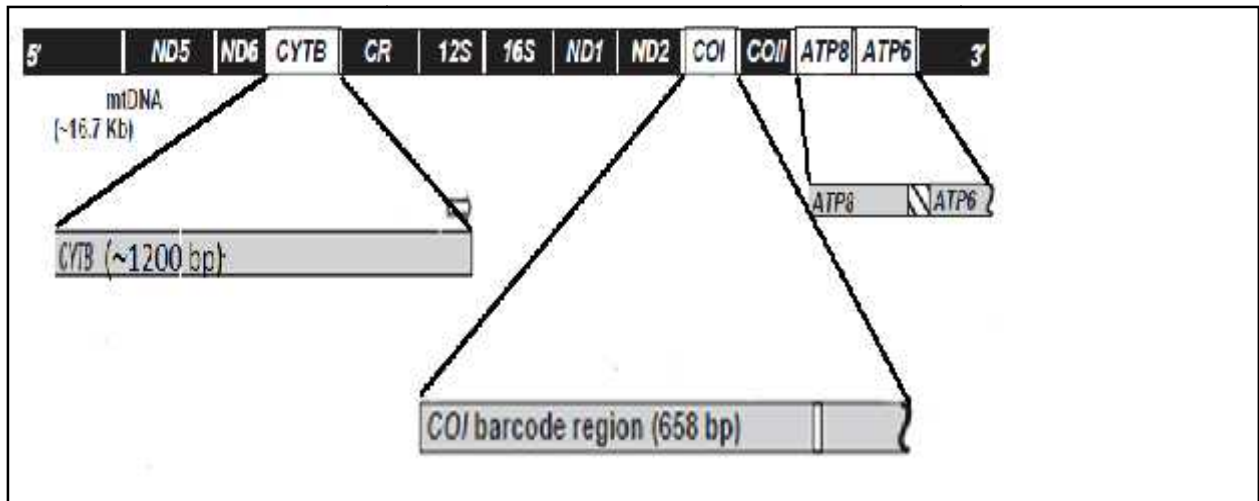 5' ND5 ND6 CYTB CR 12S 16S ND1 ND2 COI COII ATP8 ATP6 3'
mtDNA
(~16.7 Kb)
ATP8 ATP6
CYTB (~1200 bp)
COI barcode region (658 bp)